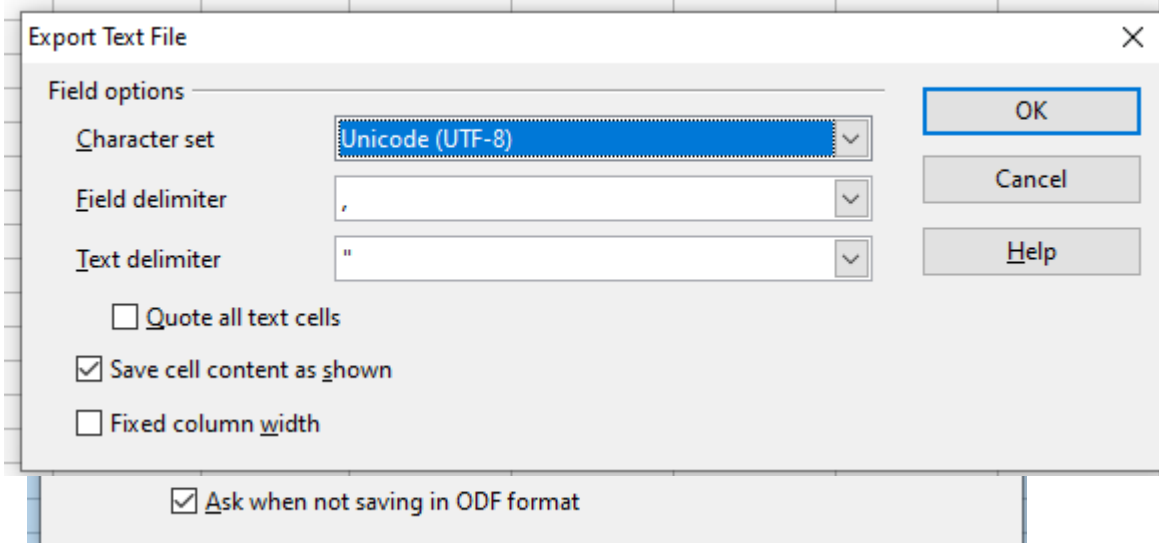 Export Text File
Field options
OK
Character set
Unicode (UTF-8)
Cancel
Field delimiter
,
Text delimiter
"
Help
Quote all text cells
Save cell content as shown
Fixed column width
Ask when not saving in ODF format